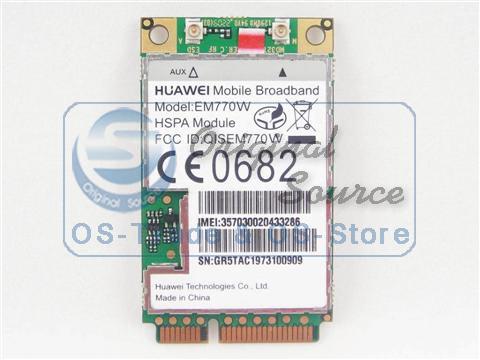 AUX
HUAWEI Mobile Broadband
Model:EM770W
HSPA Module
FCC ID:QISEM770W
CE0682
IMEI:357030020433286
SN:GR5TAC1973100909
Huawei Technologies Co., Ltd.
Made in China
Original Source
OS-Trade & OS-Store